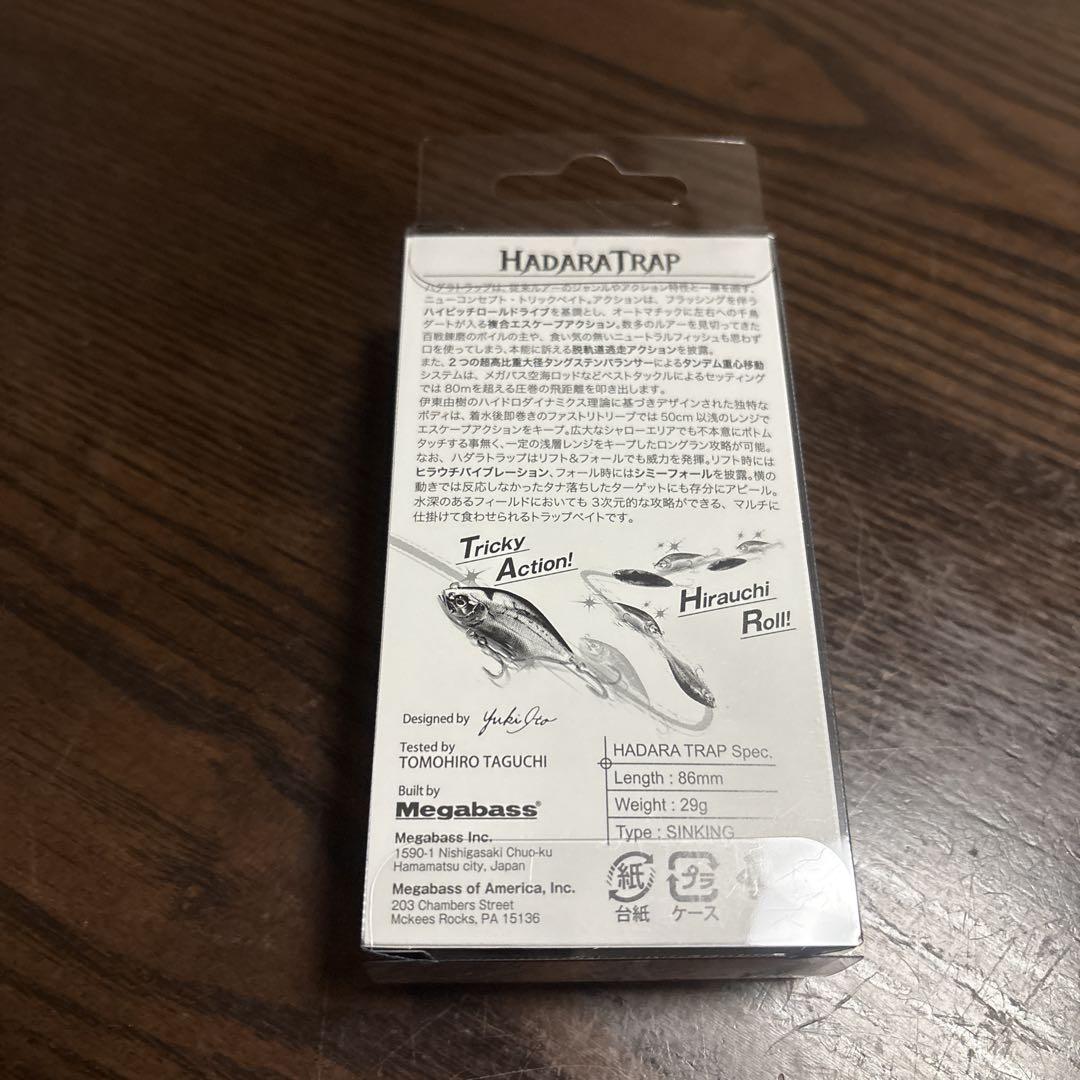 HADARATRAP
ハダラトラップは、従来ルアーのジャンルやアクション特性と一線を画す。
ニューコンセプト・トリックベイト。アクションは、フラッシングを伴う
ハイピッチロールドライブを基調とし、オートマチックに左右への千鳥
ダートが入る複合エスケープアクション。数多のルアーを見切ってきた
百戦錬磨のボイルの主や、食い気の無いニュートラルフィッシュも思わず
口を使ってしまう、本能に訴える脱軌道逃走アクションを披露。
また、2つの超高比重大径タングステンバランサーによるタンデム重心移動
システムは、メガバス空海ロッドなどベストタックルによるセッティング
では80mを超える圧巻の飛距離を叩き出します。
伊東由樹のハイドロダイナミクス理論に基づきデザインされた独特な
ボディは、着水後即巻きのファストリトリーブでは50cm以浅のレンジで
エスケープアクションをキープ。広大なシャローエリアでも不本意にボトム
タッチする事無く、一定の浅層レンジをキープしたロングラン攻略が可能。
なお、ハダラトラップはリフト&フォールでも威力を発揮。リフト時には
ヒラウチバイブレーション、フォール時にはシミーフォールを披露。横の
動きでは反応しなかったタナ落ちしたターゲットにも存分にアピール。
水深のあるフィールドにおいても3次元的な攻略ができる、マルチに
仕掛けて食わせられるトラップベイトです。
Tricky
Action!
Hirauchi
Roll!
Designed by Yuki Ito
Tested by
TOMOHIRO TAGUCHI
Built by
Megabass®
Megabass Inc.
1590-1 Nishigasaki Chuo-ku
Hamamatsu city, Japan
Megabass of America, Inc.
203 Chambers Street
Mckees Rocks, PA 15136
HADARA TRAP Spec.
Length : 86mm
Weight : 29g
Type : SINKING
紙
台紙
プラ
ケース